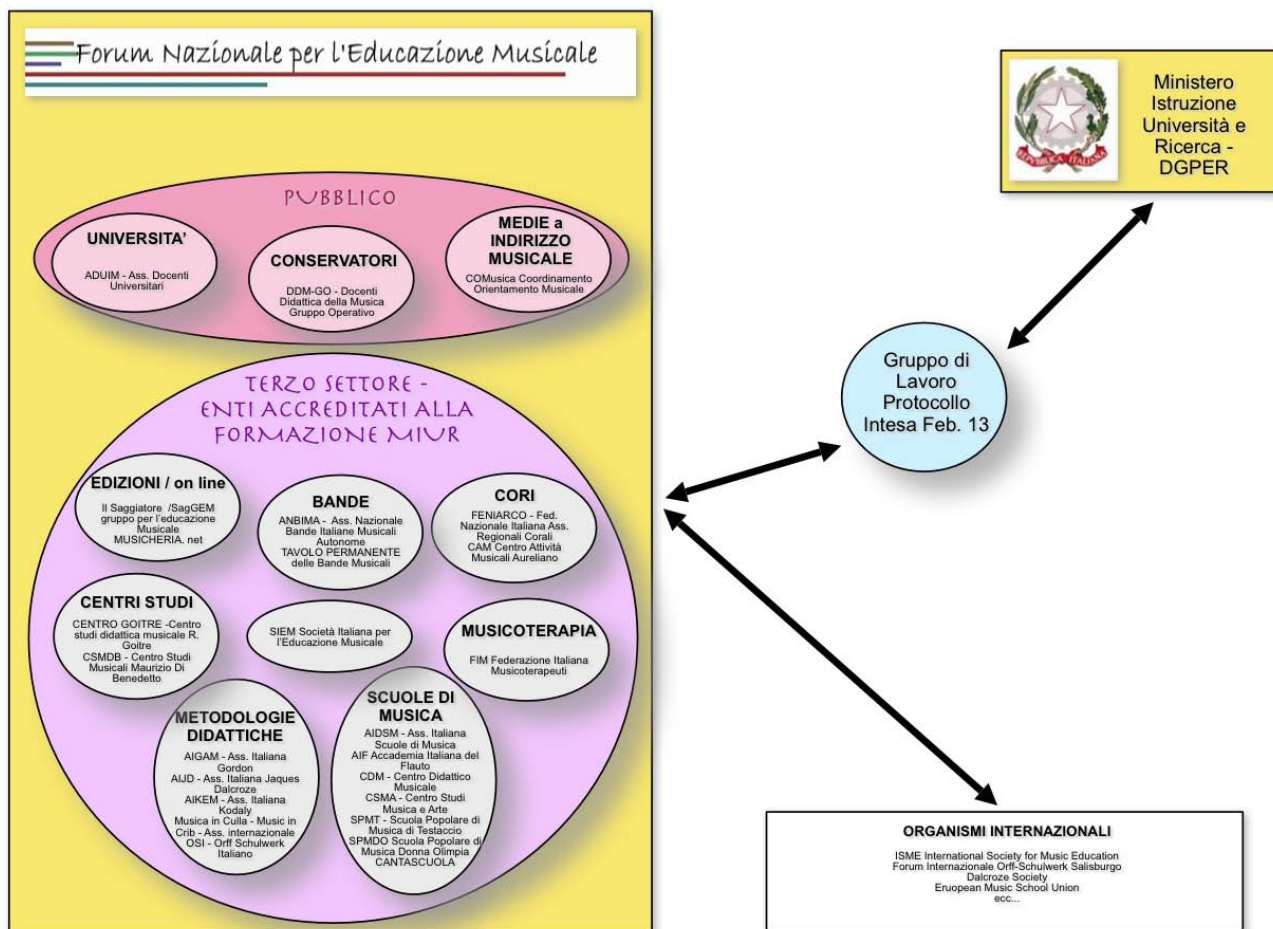 Forum Nazionale per l'Educazione Musicale
PUBBLICO
UNIVERSITA'
ADUIM - Ass. Docenti
Universitari
CONSERVATORI
DDM-GO - Docenti
Didattica della Musica
Gruppo Operativo
MEDIE a
INDIRIZZO
MUSICALE
COMusica Coordinamento
Orientamento Musicale
TERZO SETTORE -
ENTI ACCREDITATI ALLA
FORMAZIONE MIUR
EDIZIONI / on line
Il Saggiatore /SagGEM
gruppo per l'educazione
Musicale
MUSICHERIA. net
BANDE
ANBIMA - Ass. Nazionale
Bande Italiane Musicali
Autonome
TAVOLO PERMANENTE
delle Bande Musicali
CORI
FENIARCO - Fed.
Nazionale Italiana Ass.
Regionali Corali
CAM Centro Attività
Musicali Aureliano
CENTRI STUDI
CENTRO GOITRE -Centro
studi didattica musicale R.
Goitre
CSMDB - Centro Studi
Musicali Maurizio Di
Benedetto
SIEM Società Italiana per
l'Educazione Musicale
MUSICOTERAPIA
FIM Federazione Italiana
Musicoterapeuti
METODOLOGIE
DIDATTICHE
AIGAM - Ass. Italiana
Gordon
AIJD - Ass. Italiana Jaques
Dalcroze
AIKEM - Ass. Italiana
Kodaly
Musica in Culla - Music in
Crib - Ass. internazionale
OSI - Orff Schulwerk
Italiano
SCUOLE DI
MUSICA
AIDSM - Ass. Italiana
Scuole di Musica
AIF Accademia Italiana del
Flauto
CDM - Centro Didattico
Musicale
CSMA - Centro Studi
Musica e Arte
SPMT - Scuola Popolare di
Musica di Testaccio
SPMDO Scuola Popolare di
Musica Donna Olimpia
CANTASCUOLA
REPVBBLICA ITALIANA
Ministero
Istruzione
Università e
Ricerca -
DGPER
Gruppo di
Lavoro
Protocollo
Intesa Feb. 13
ORGANISMI INTERNAZIONALI
ISME International Society for Music Education
Forum Internazionale Orff-Schulwerk Salisburgo
Dalcroze Society
Eruopean Music School Union
ecc...